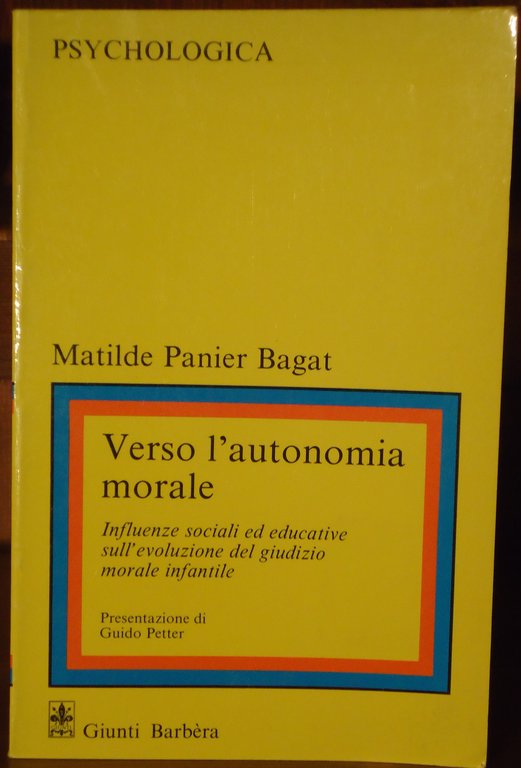 PSYCHOLOGICA
Matilde Panier Bagat
Verso l'autonomia
morale
Influenze sociali ed educative
sull'evoluzione del giudizio
morale infantile
Presentazione di
Guido Petter
Giunti Barbèra